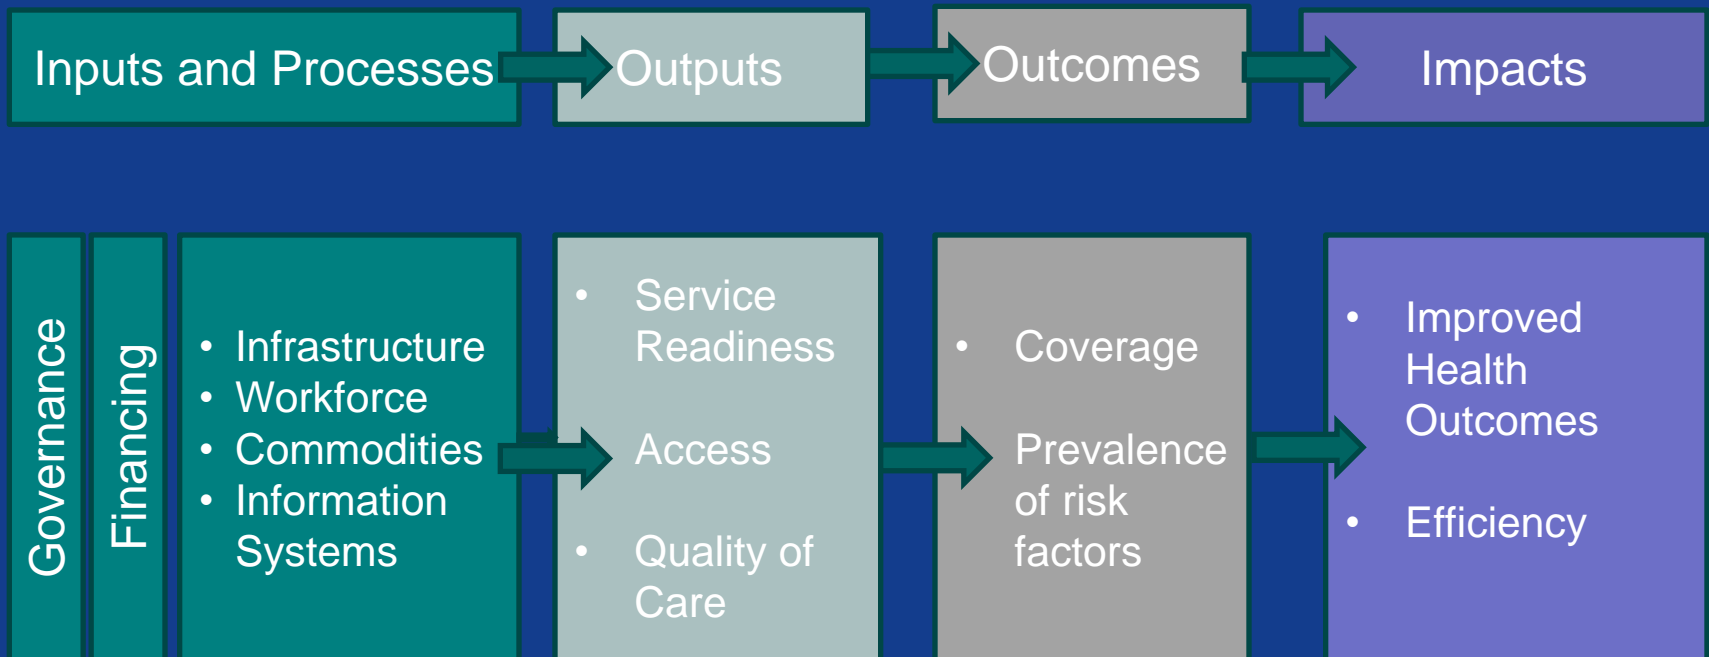 Inputs and Processes
Outputs
Outcomes
Impacts
Governance
Financing
• Infrastructure
• Workforce
• Commodities
• Information
Systems
• Service
Readiness
Access
• Quality of
Care
• Coverage
Prevalence
of risk
factors
• Improved
Health
Outcomes
• Efficiency